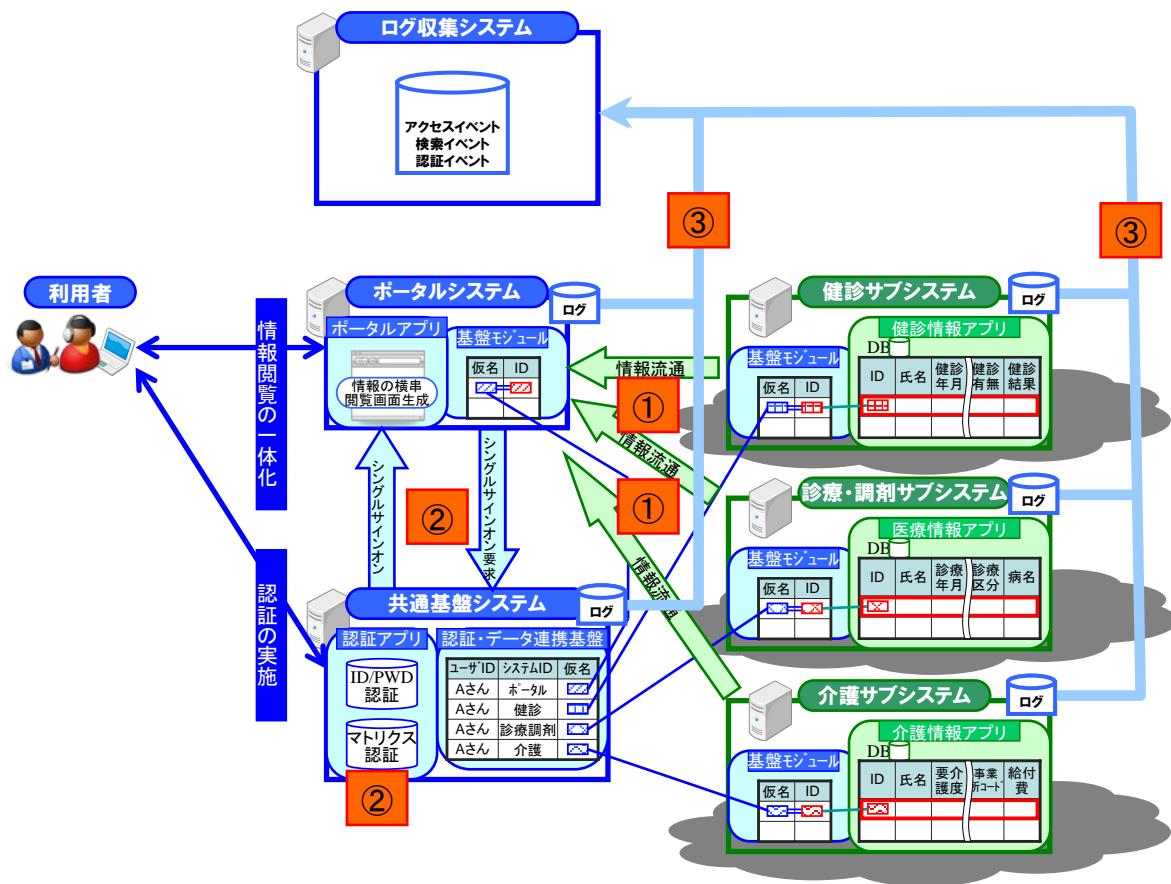 ログ収集システム
アクセスイベント
検索イベント
認証イベント
③
③
利用者
情報閲覧の一体化
認証の実施
ポータルシステム
ログ
ポータルアプリ
情報の横串
閲覧画面生成
基盤モジュール
仮名 ID
シングルサインオン
シングルサインオン要求
②
情報流通
①
情報流通
①
情報流通
共通基盤システム
ログ
認証アプリ
ID/PWD
認証
マトリクス
認証
②
認証・データ連携基盤
ユーザID システムID 仮名
Aさん ポータル
Aさん 健診
Aさん 診療調剤
Aさん 介護
健診サブシステム
ログ
基盤モジュール
仮名 ID
健診情報アプリ
DB
ID 氏名 健診年月 健診有無 健診結果
診療・調剤サブシステム
ログ
基盤モジュール
仮名 ID
医療情報アプリ
DB
ID 氏名 診療年月 診療区分 病名
介護サブシステム
ログ
基盤モジュール
仮名 ID
介護情報アプリ
DB
ID 氏名 要介護度 事業所コード 給付費